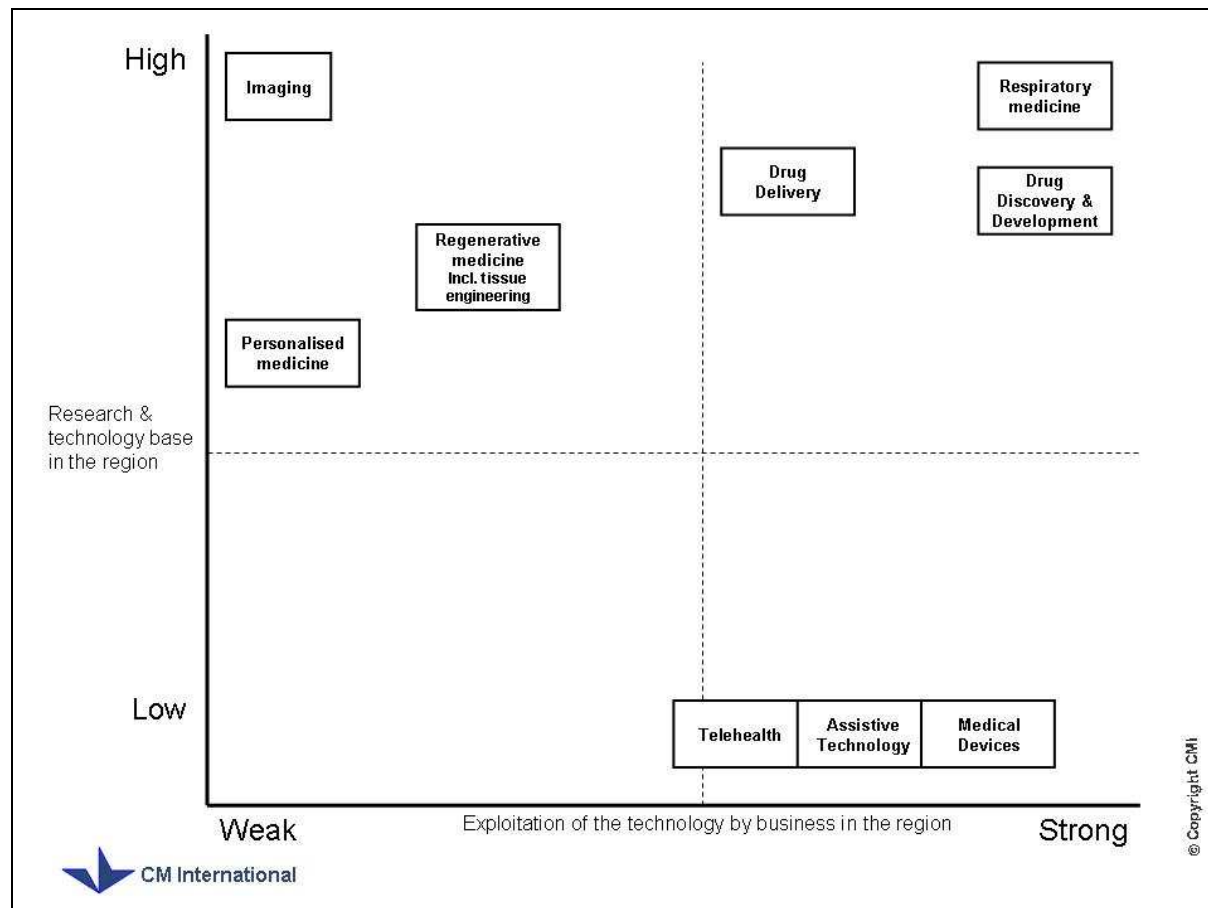 High
Imaging
Respiratory
medicine
Drug
Delivery
Drug
Discovery &
Development
Regenerative
medicine
Incl. tissue
engineering
Personalised
medicine
Research &
technology base
in the region
Low
Telehealth
Assistive
Technology
Medical
Devices
Weak
Exploitation of the technology by business in the region
Strong
© Copyright CMI
CM International